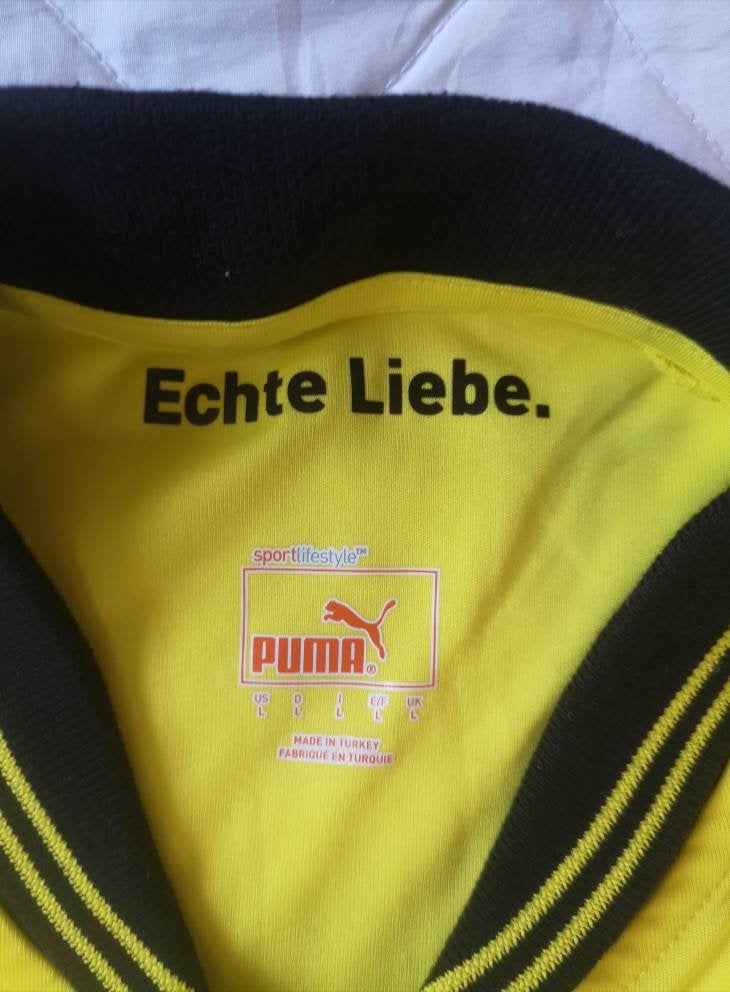 Echte Liebe.
sportlifestyle™
PUMA®
US D I E/F UK
L L L L L
MADE IN TURKEY
FABRIQUÉ EN TURQUIE